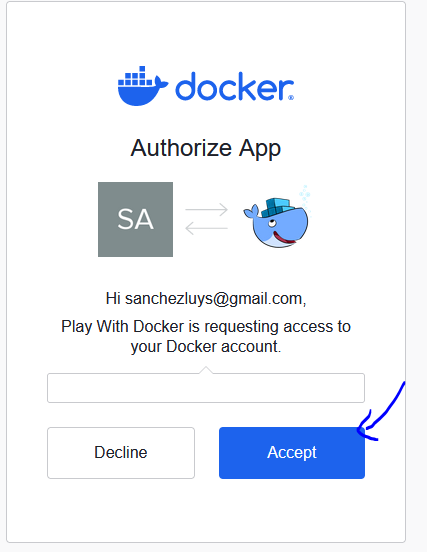 docker
Authorize App
SA
Hi sanchezluys@gmail.com,
Play With Docker is requesting access to
your Docker account.
Decline
Accept